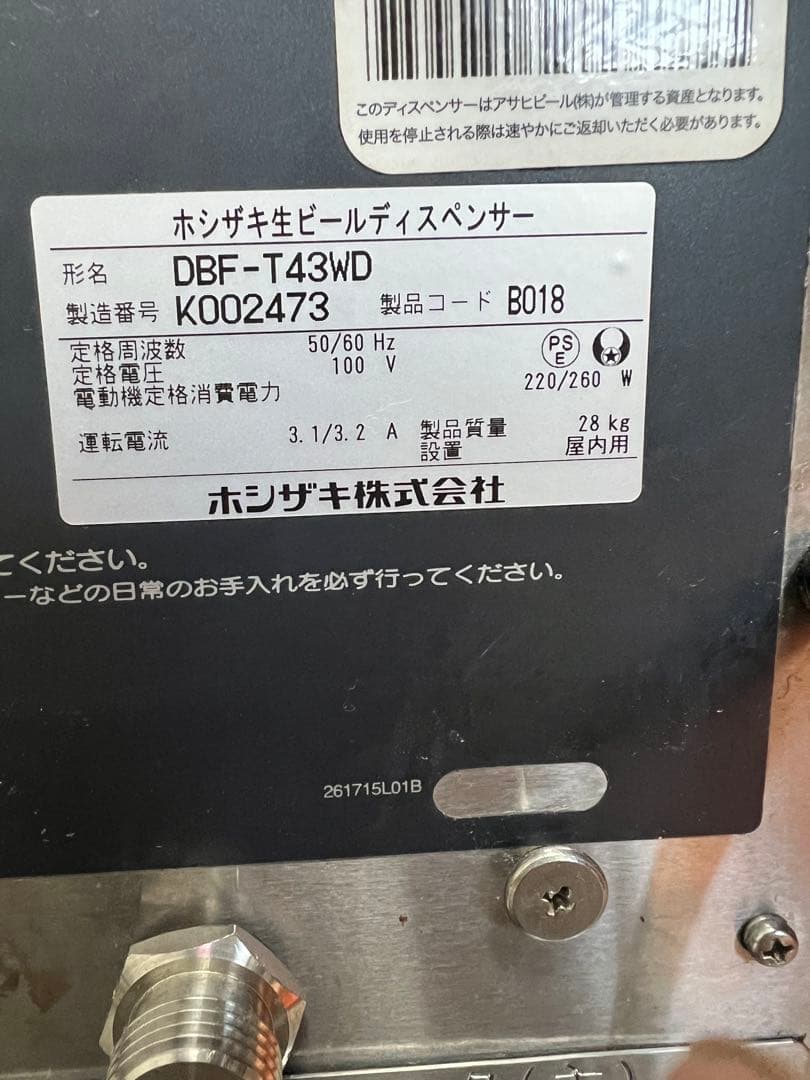 このディスペンサーはアサヒビール(株)が管理する資産となります。
使用を停止される際は速やかにご返却いただく必要があります。
ホシザキ生ビールディスペンサー
形名 DBF-T43WD
製造番号 K002473 製品コード B018
定格周波数 50/60 Hz
定格電圧 100 V
PS E
電動機定格消費電力 220/260 W
運転電流 3.1/3.2 A 製品質量 28 kg
設置 屋内用
ホシザキ株式会社
てください。
ーなどの日常のお手入れを必ず行ってください。
261715L01B